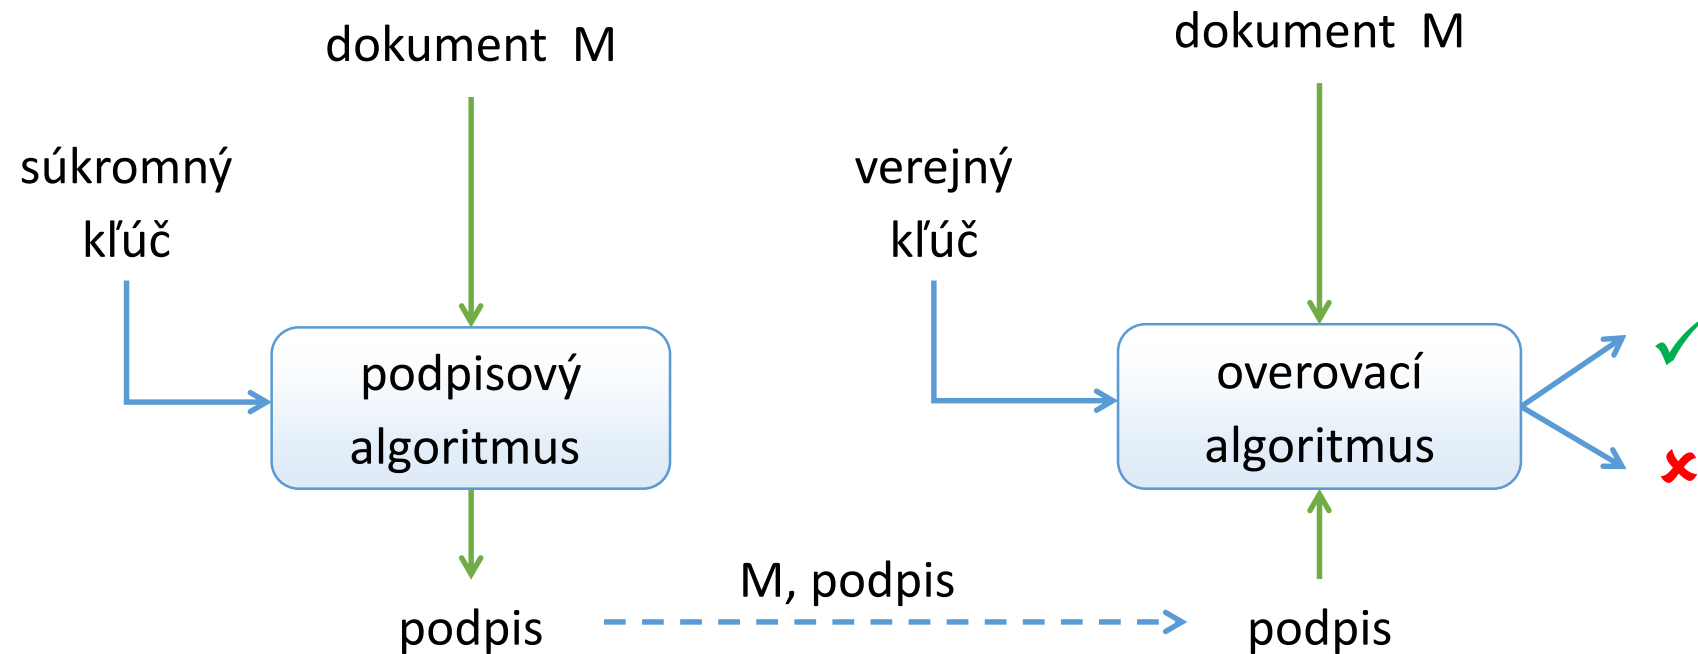 dokument M
súkromný
kľúč
podpisový
algoritmus
podpis
M, podpis
dokument M
verejný
kľúč
overovací
algoritmus
podpis